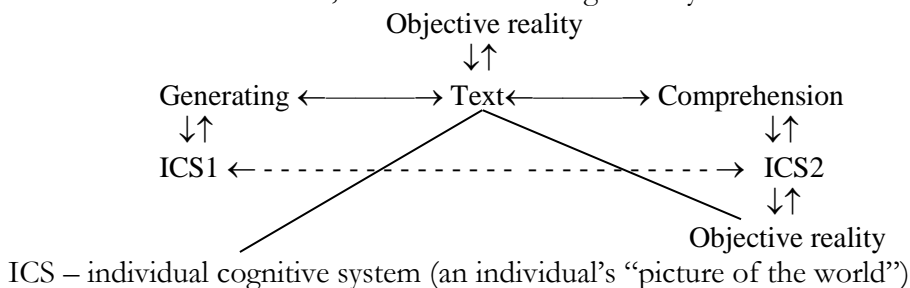 Objective reality
↓↑
Generating ←———→ Text←———→ Comprehension
↓↑ ↓↑
ICS1 ←- - - - - - - - - - - - - - - - - - - - - - - - - → ICS2
↓↑
Objective reality
ICS – individual cognitive system (an individual’s “picture of the world”)